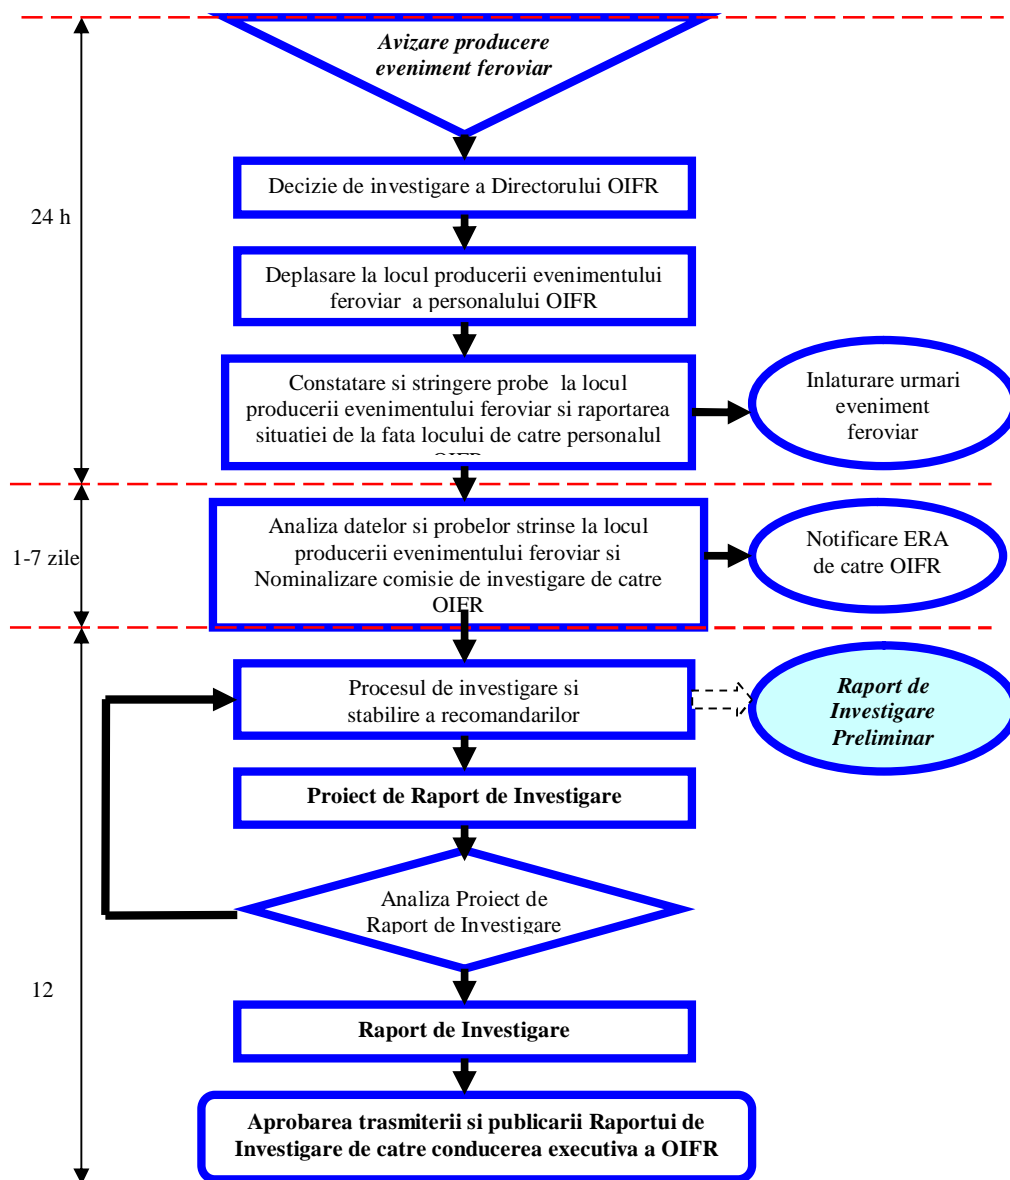 Avizare producere
eveniment feroviar
Decizie de investigare a Directorului OIFR
24 h
Deplasare la locul producerii evenimentului
feroviar a personalului OIFR
Constatare si stringere probe la locul
producerii evenimentului feroviar si raportarea
situatiei de la fata locului de catre personalul
OIFR
Inlaturare urmari
eveniment
feroviar
1-7 zile
Analiza datelor si probelor strinse la locul
producerii evenimentului feroviar si
Nominalizare comisie de investigare de catre
OIFR
Notificare ERA
de catre OIFR
Procesul de investigare si
stabilire a recomandarilor
Raport de
Investigare
Preliminar
Proiect de Raport de Investigare
Analiza Proiect de
Raport de Investigare
12
Raport de Investigare
Aprobarea trasmiterii si publicarii Raportui de
Investigare de catre conducerea executiva a OIFR